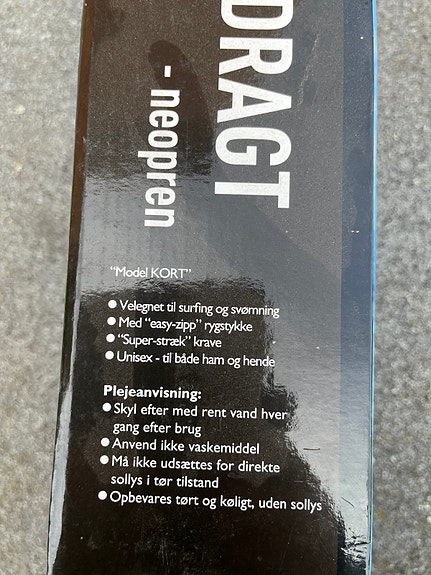 DRAGT
- neopren
“Model KORT”
● Velegnet til surfing og svømning
● Med “easy-zipp” rygstykke
● “Super-stræk” krave
● Unisex - til både ham og hende
Plejeanvisning:
● Skyl efter med rent vand hver
gang efter brug
● Anvend ikke vaskemiddel
● Må ikke udsættes for direkte
sollys i tør tilstand
● Opbevares tørt og køligt, uden sollys